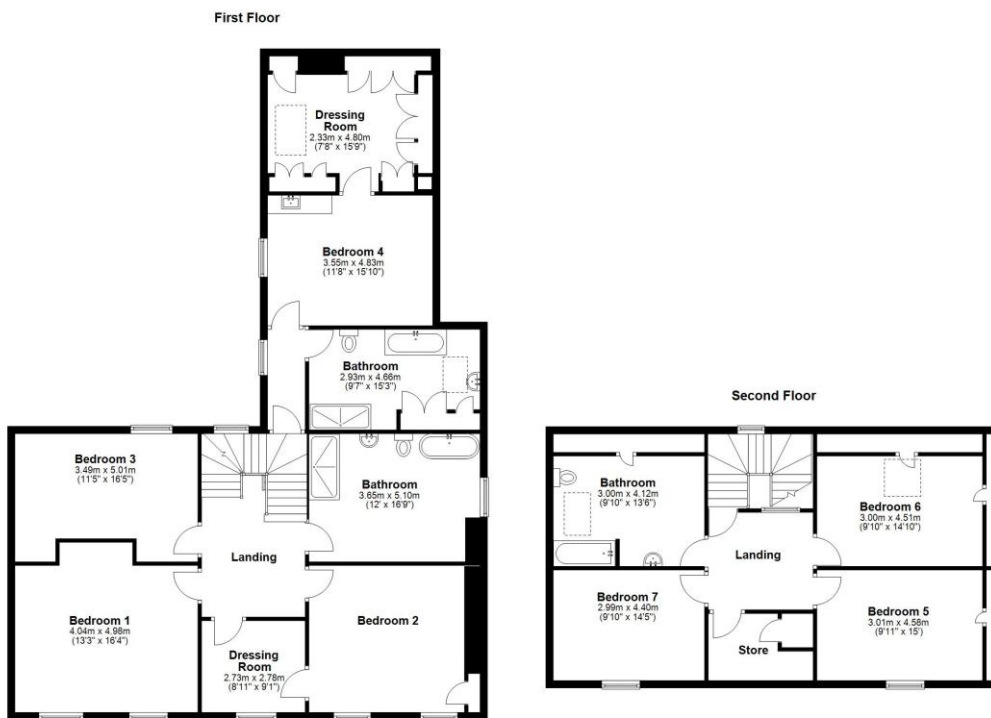 First Floor
Dressing
Room
2.33m x 4.80m
(7'8" x 15'9")
Bedroom 4
3.55m x 4.83m
(11'8" x 15'10")
Bathroom
2.93m x 4.66m
(9'7" x 15'3")
Bedroom 3
3.49m x 5.01m
(11'5" x 16'5")
Bathroom
3.65m x 5.10m
(12' x 16'9")
Landing
Bedroom 1
4.04m x 4.98m
(13'3" x 16'4")
Dressing
Room
2.73m x 2.78m
(8'11" x 9'1")
Bedroom 2
Second Floor
Bathroom
3.00m x 4.12m
(9'10" x 13'6")
Bedroom 6
3.00m x 4.51m
(9'10" x 14'10")
Landing
Bedroom 7
2.99m x 4.40m
(9'10" x 14'5")
Bedroom 5
3.01m x 4.58m
(9'11" x 15')
Store